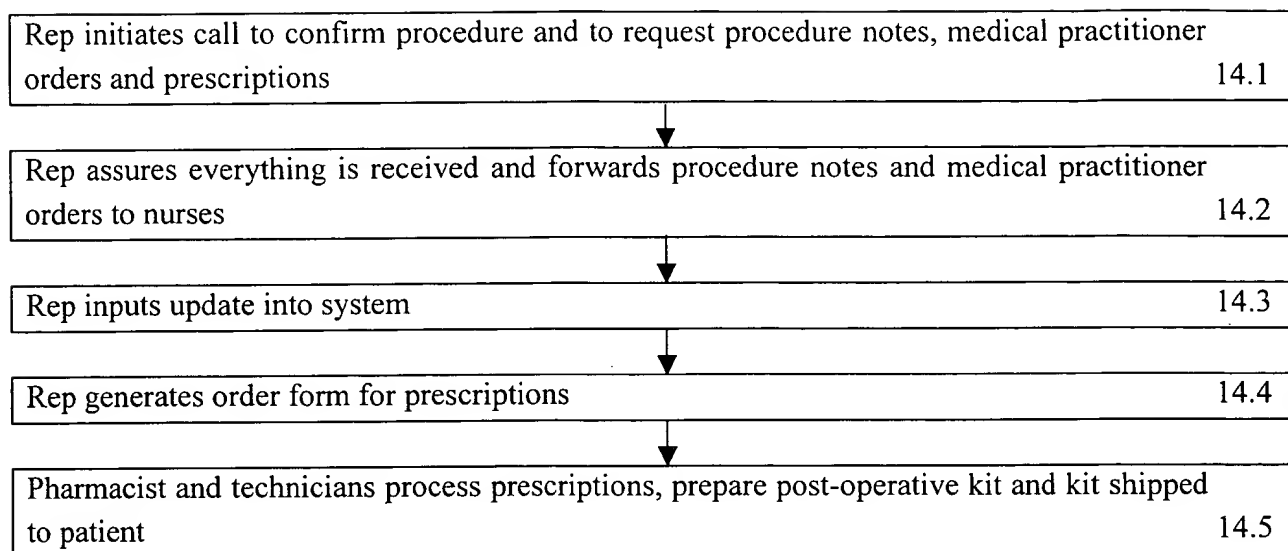 Rep initiates call to confirm procedure and to request procedure notes, medical practitioner
orders and prescriptions 14.1
Rep assures everything is received and forwards procedure notes and medical practitioner
orders to nurses 14.2
Rep inputs update into system 14.3
Rep generates order form for prescriptions 14.4
Pharmacist and technicians process prescriptions, prepare post-operative kit and kit shipped
to patient 14.5